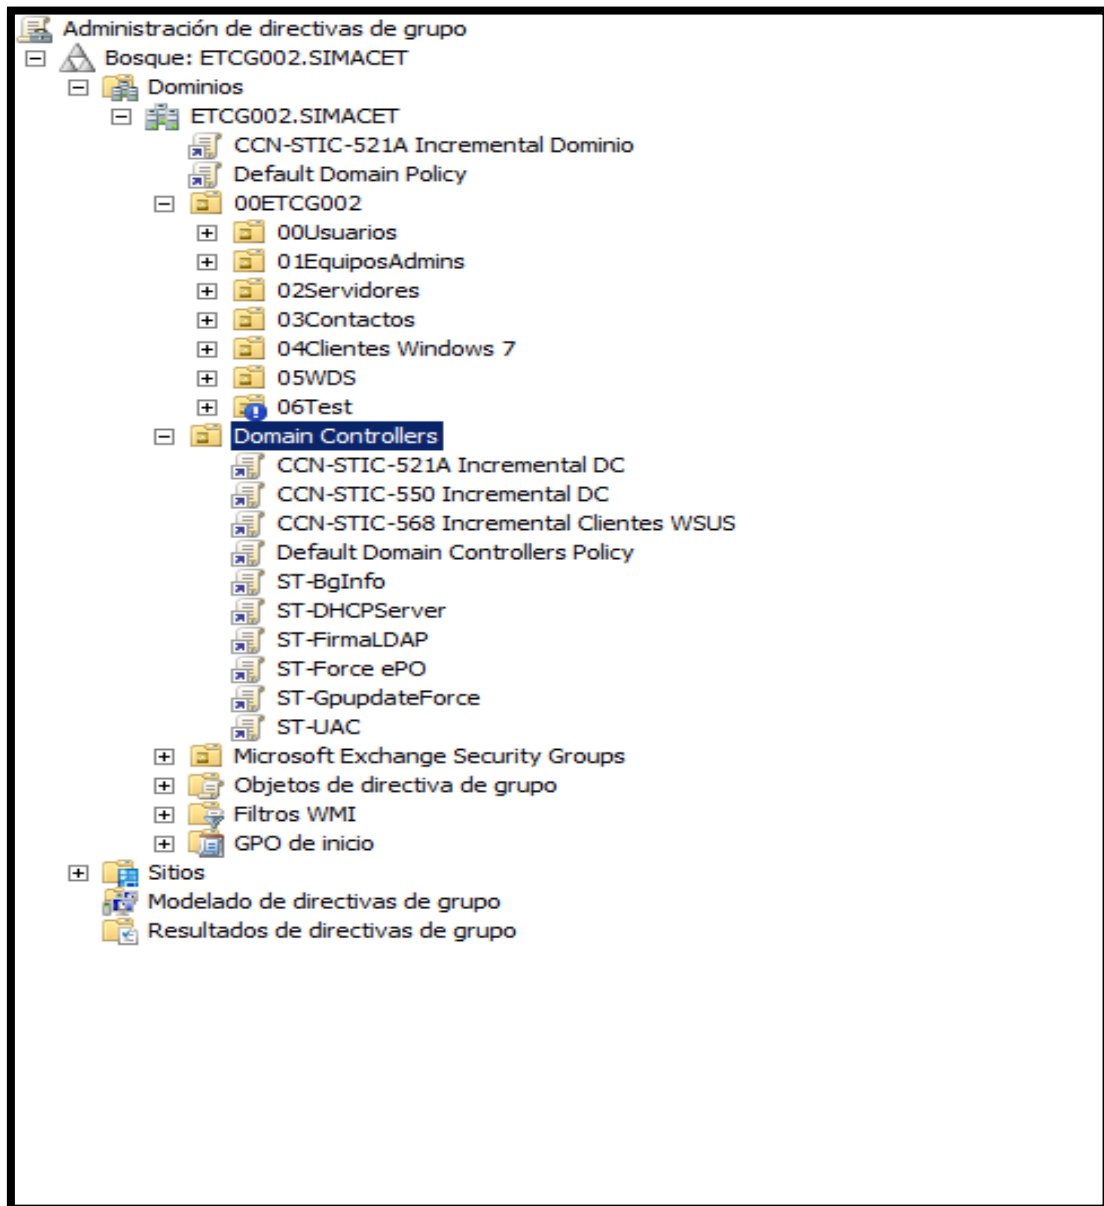 Administración de directivas de grupo
Bosque: ETCG002.SIMACET
Dominios
ETCG002.SIMACET
CCN-STIC-521A Incremental Dominio
Default Domain Policy
00ETCG002
00Usuarios
01EquiposAdmins
02Servidores
03Contactos
04Clientes Windows 7
05WDS
06Test
Domain Controllers
CCN-STIC-521A Incremental DC
CCN-STIC-550 Incremental DC
CCN-STIC-568 Incremental Clientes WSUS
Default Domain Controllers Policy
ST-BgInfo
ST-DHCPServer
ST-FirmaLDAP
ST-Force ePO
ST-GpupdateForce
ST-UAC
Microsoft Exchange Security Groups
Objetos de directiva de grupo
Filtros WMI
GPO de inicio
Sitios
Modelado de directivas de grupo
Resultados de directivas de grupo